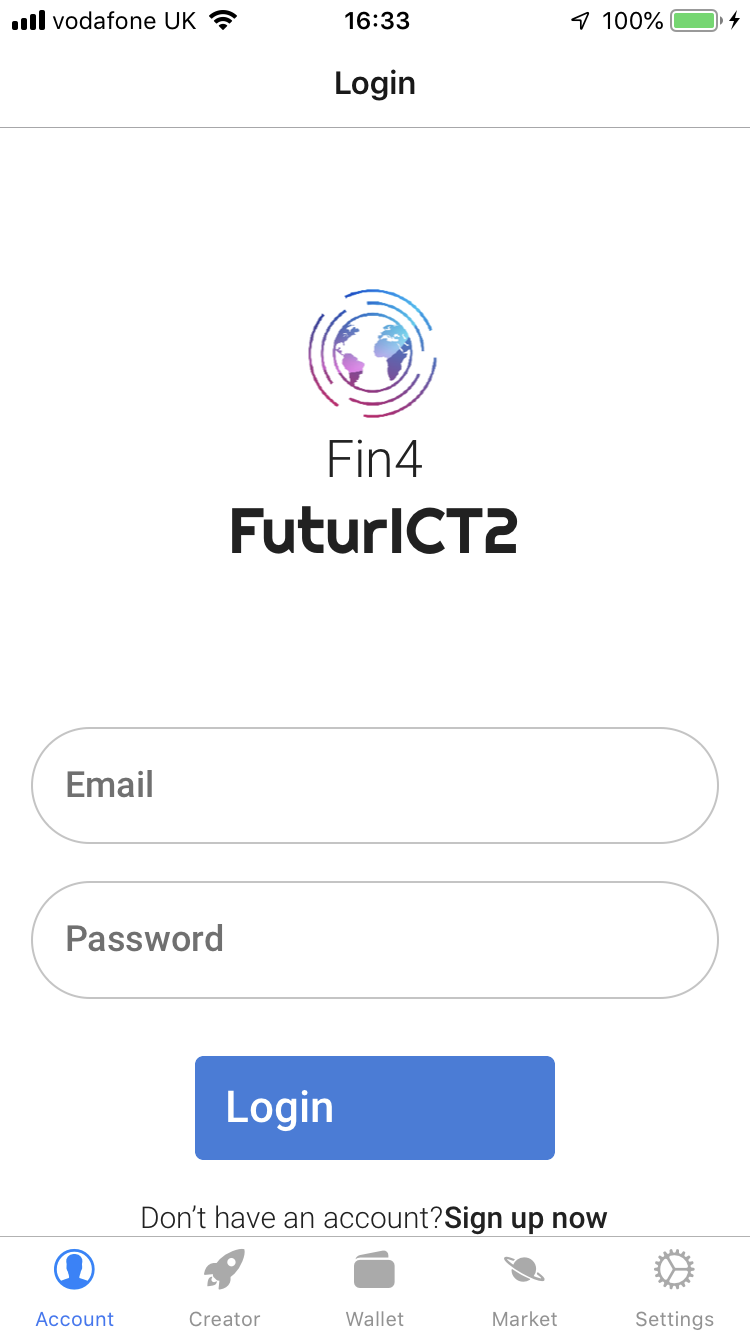 vodafone UK 16:33 100%
Login
Fin4
FuturICT2
Email
Password
Login
Don’t have an account?Sign up now
Account Creator Wallet Market Settings